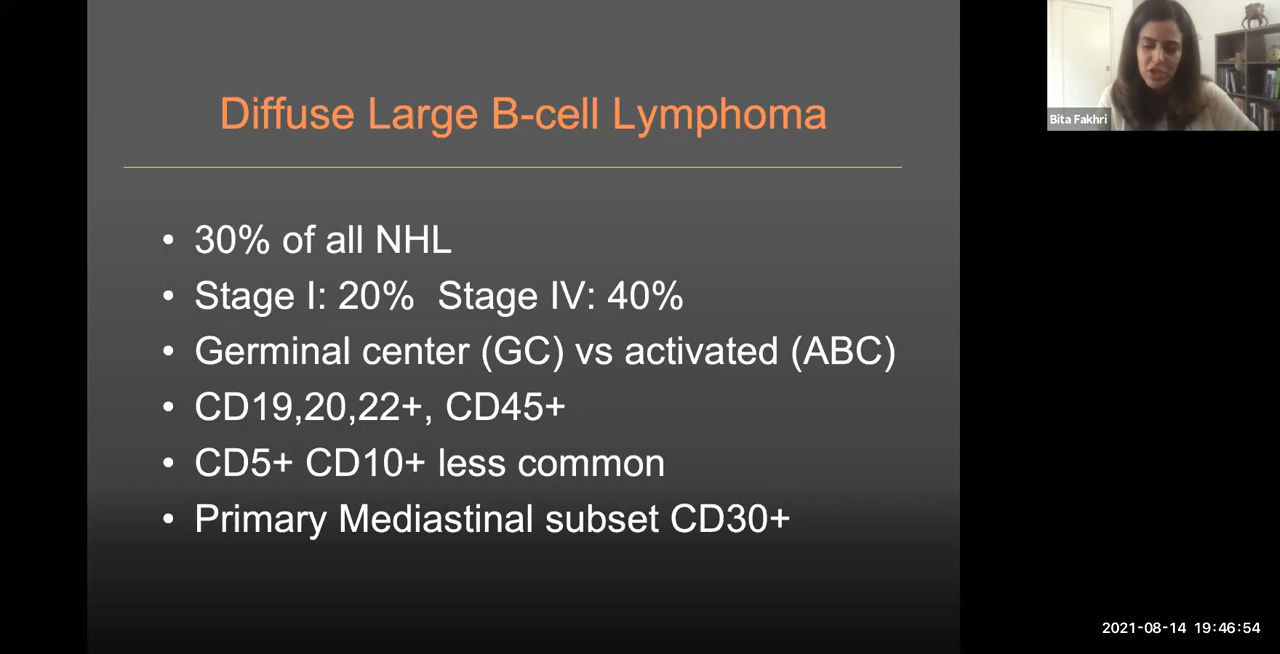 Diffuse Large B-cell Lymphoma
• 30% of all NHL
• Stage I: 20%  Stage IV: 40%
• Germinal center (GC) vs activated (ABC)
• CD19,20,22+, CD45+
• CD5+ CD10+ less common
• Primary Mediastinal subset CD30+
Bita Fakhri
2021-08-14 19:46:54